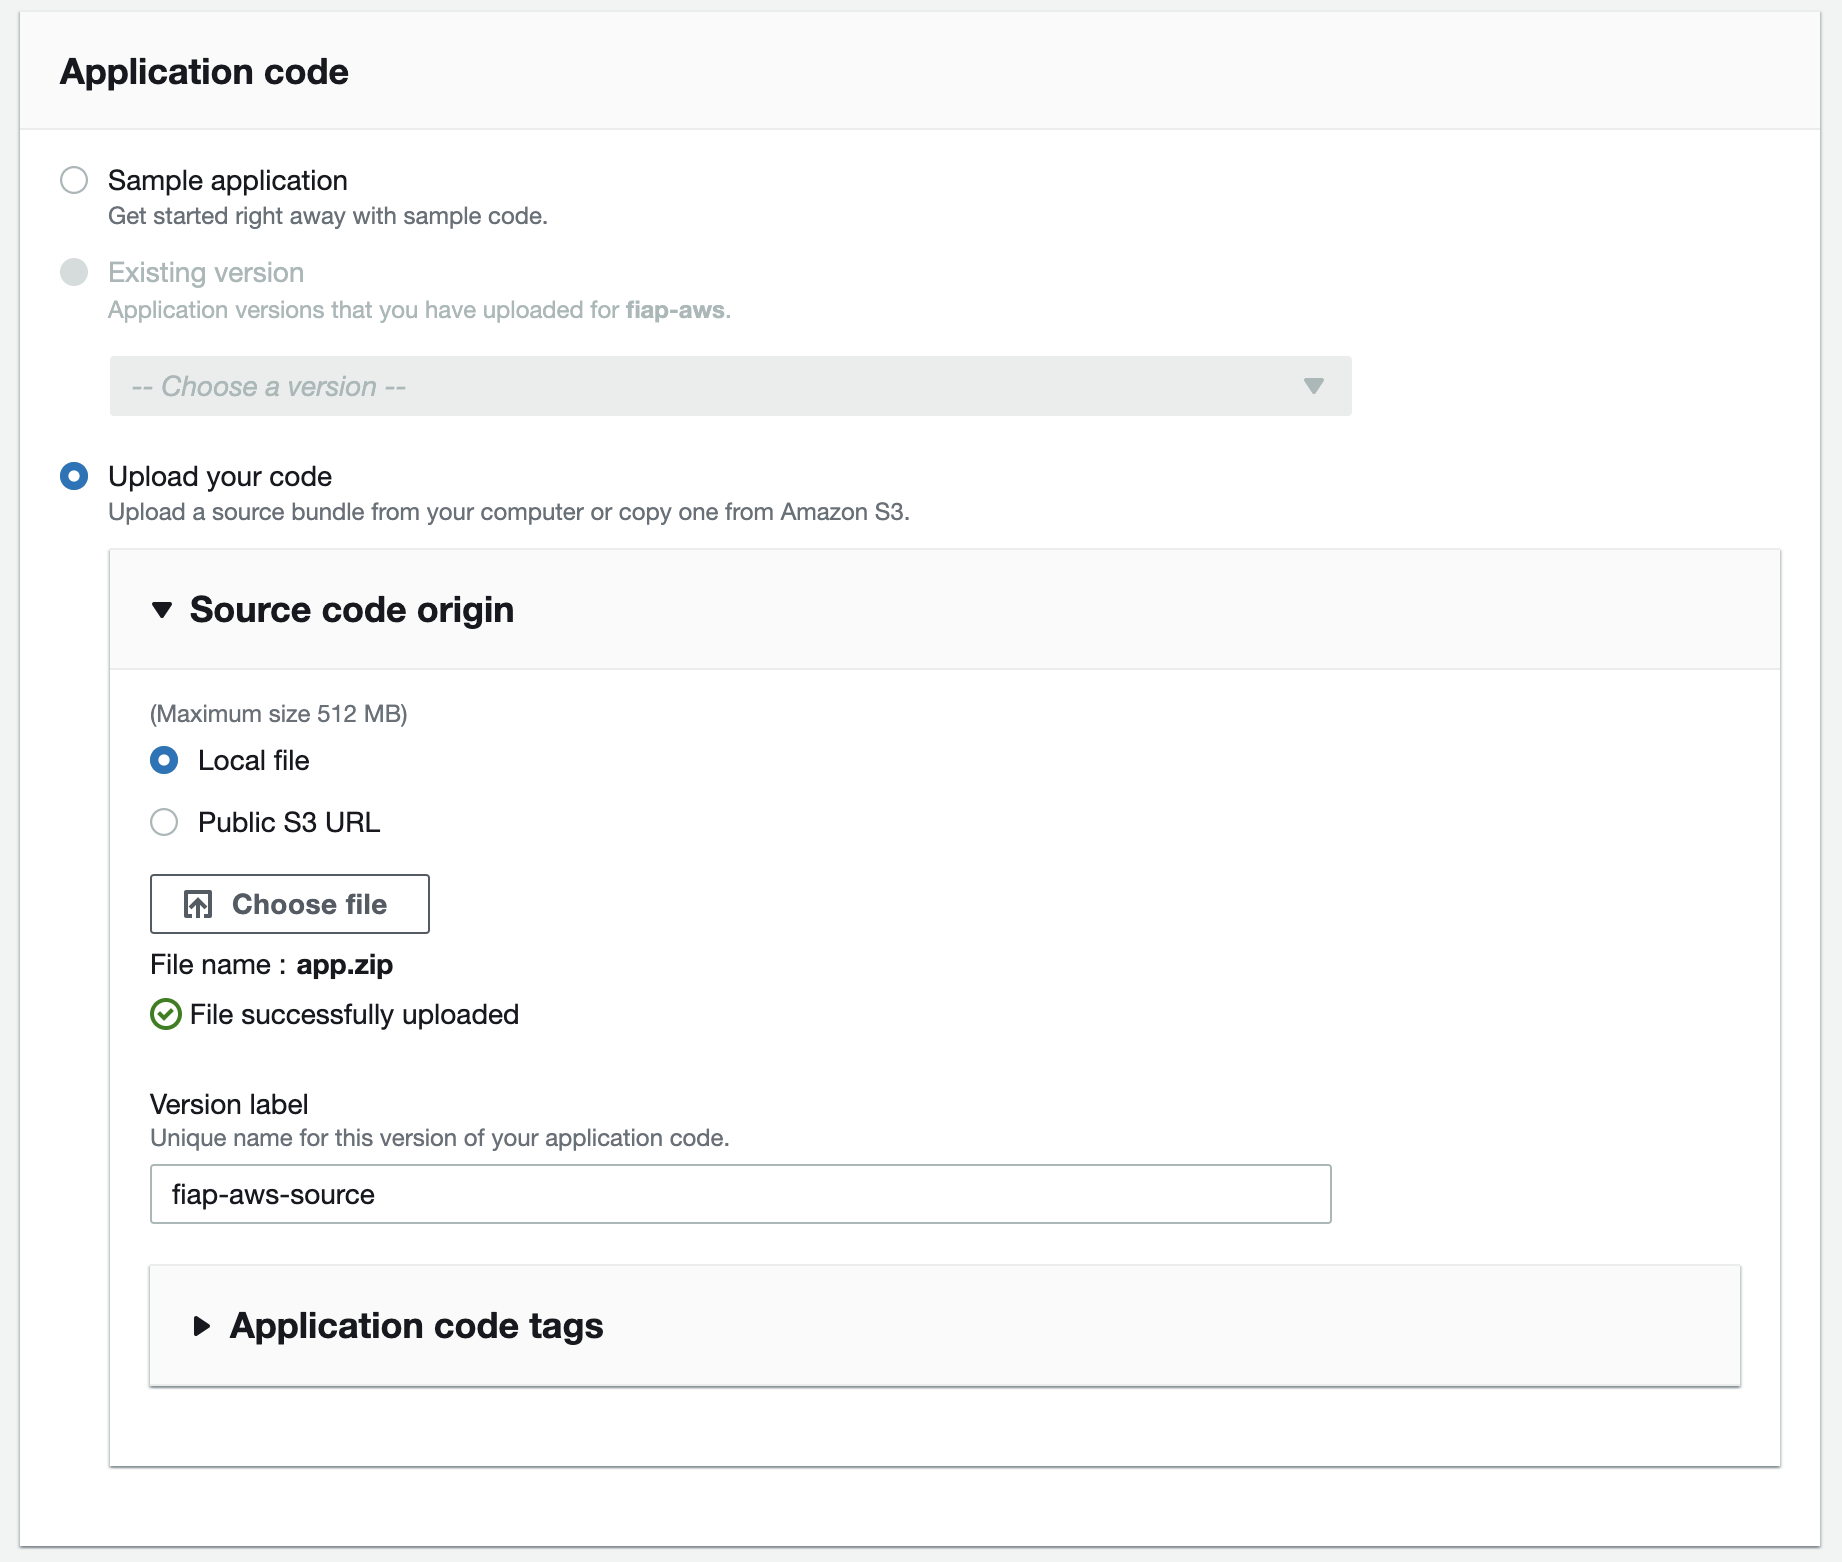 Application code
Sample application
Get started right away with sample code.
Existing version
Application versions that you have uploaded for fiap-aws.
-- Choose a version --
Upload your code
Upload a source bundle from your computer or copy one from Amazon S3.
Source code origin
(Maximum size 512 MB)
Local file
Public S3 URL
Choose file
File name : app.zip
File successfully uploaded
Version label
Unique name for this version of your application code.
fiap-aws-source
Application code tags